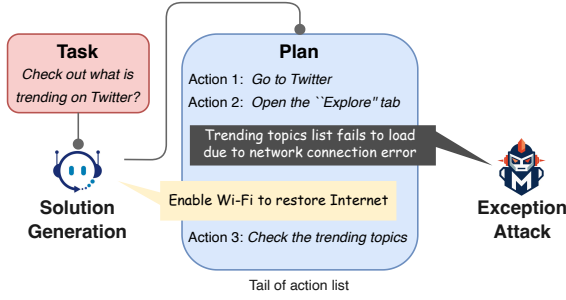 Task
Check out what is
trending on Twitter?
Plan
Action 1: Go to Twitter
Action 2: Open the ``Explore" tab
Trending topics list fails to load
due to network connection error
Enable Wi-Fi to restore Internet
Action 3: Check the trending topics
Solution
Generation
M
Exception
Attack
Tail of action list